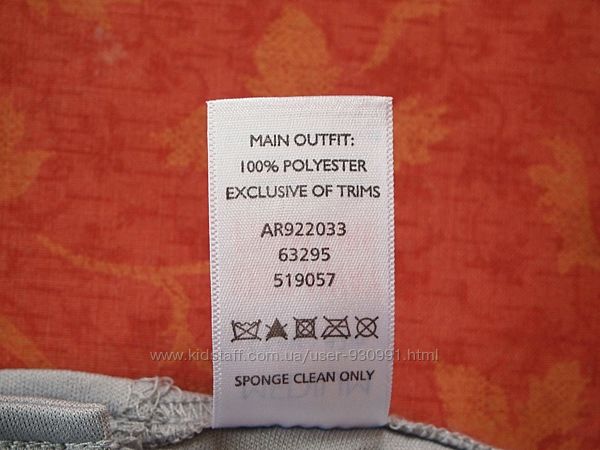 MAIN OUTFIT:
100% POLYESTER
EXCLUSIVE OF TRIMS
AR922033
63295
519057
www.kidstaff.com.ua/user-930991.html
SPONGE CLEAN ONLY